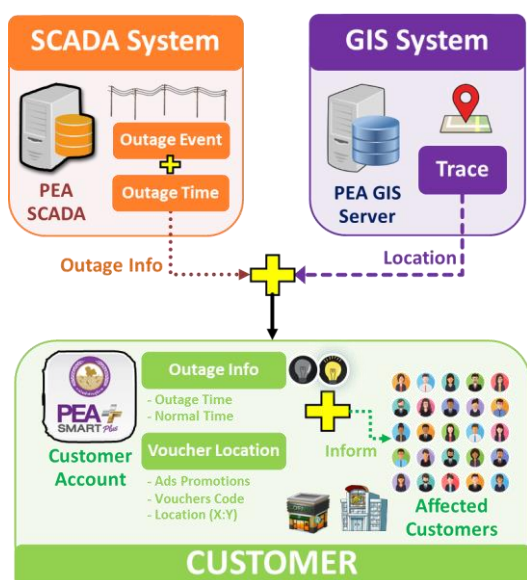 SCADA System
GIS System
Outage Event
Outage Time
PEA
SCADA
PEA GIS
Server
Trace
Outage Info
Location
PEA
SMART Plus
Customer
Account
Outage Info
- Outage Time
- Normal Time
Voucher Location
- Ads Promotions
- Vouchers Code
- Location (X:Y)
Inform
Affected
Customers
CUSTOMER